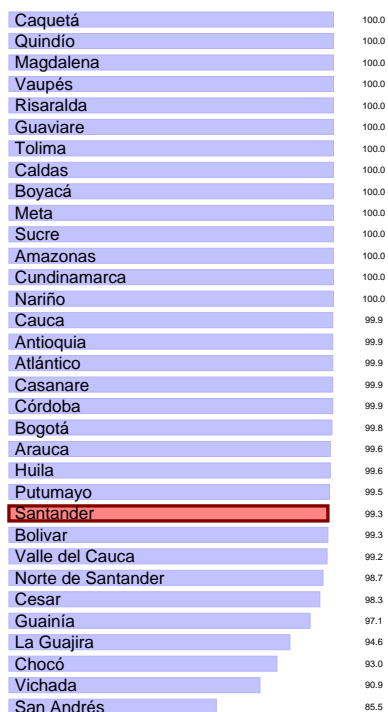 Caquetá 100.0
Quindío 100.0
Magdalena 100.0
Vaupés 100.0
Risaralda 100.0
Guaviare 100.0
Tolima 100.0
Caldas 100.0
Boyacá 100.0
Meta 100.0
Sucre 100.0
Amazonas 100.0
Cundinamarca 100.0
Nariño 100.0
Cauca 99.9
Antioquia 99.9
Atlántico 99.9
Casanare 99.9
Córdoba 99.9
Bogotá 99.8
Arauca 99.6
Huila 99.6
Putumayo 99.5
Santander 99.3
Bolivar 99.3
Valle del Cauca 99.2
Norte de Santander 98.7
Cesar 98.3
Guainía 97.1
La Guajira 94.6
Chocó 93.0
Vichada 90.9
San Andrés 85.5